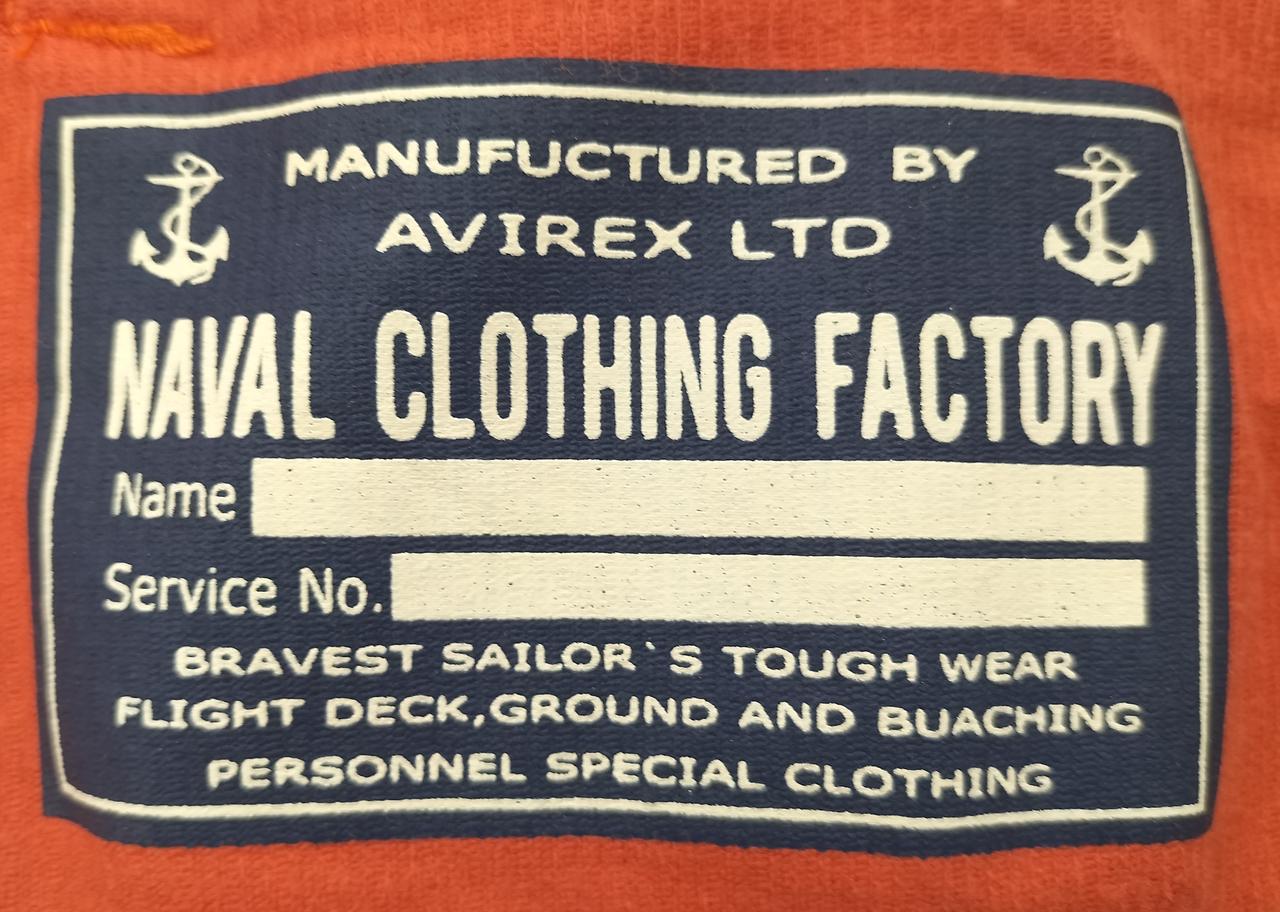 MANUFUCTURED BY
AVIREX LTD
NAVAL CLOTHING FACTORY
Name
Service No.
BRAVEST SAILOR`S TOUGH WEAR
FLIGHT DECK,GROUND AND BUACHING
PERSONNEL SPECIAL CLOTHING